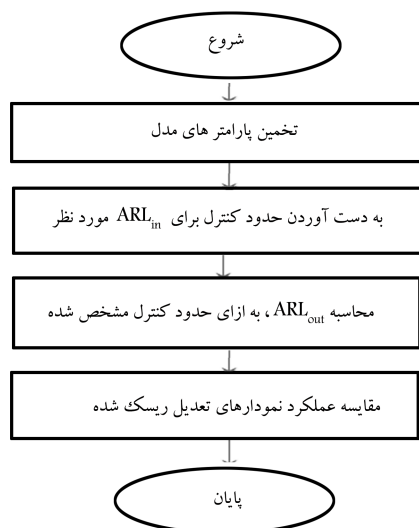 شروع
تخمین پارامتر های مدل
به دست آوردن حدود کنترل برای ARL_in مورد نظر
محاسبه ARL_out ، به ازای حدود کنترل مشخص شده
مقایسه عملکرد نمودارهای تعدیل ریسک شده
پایان